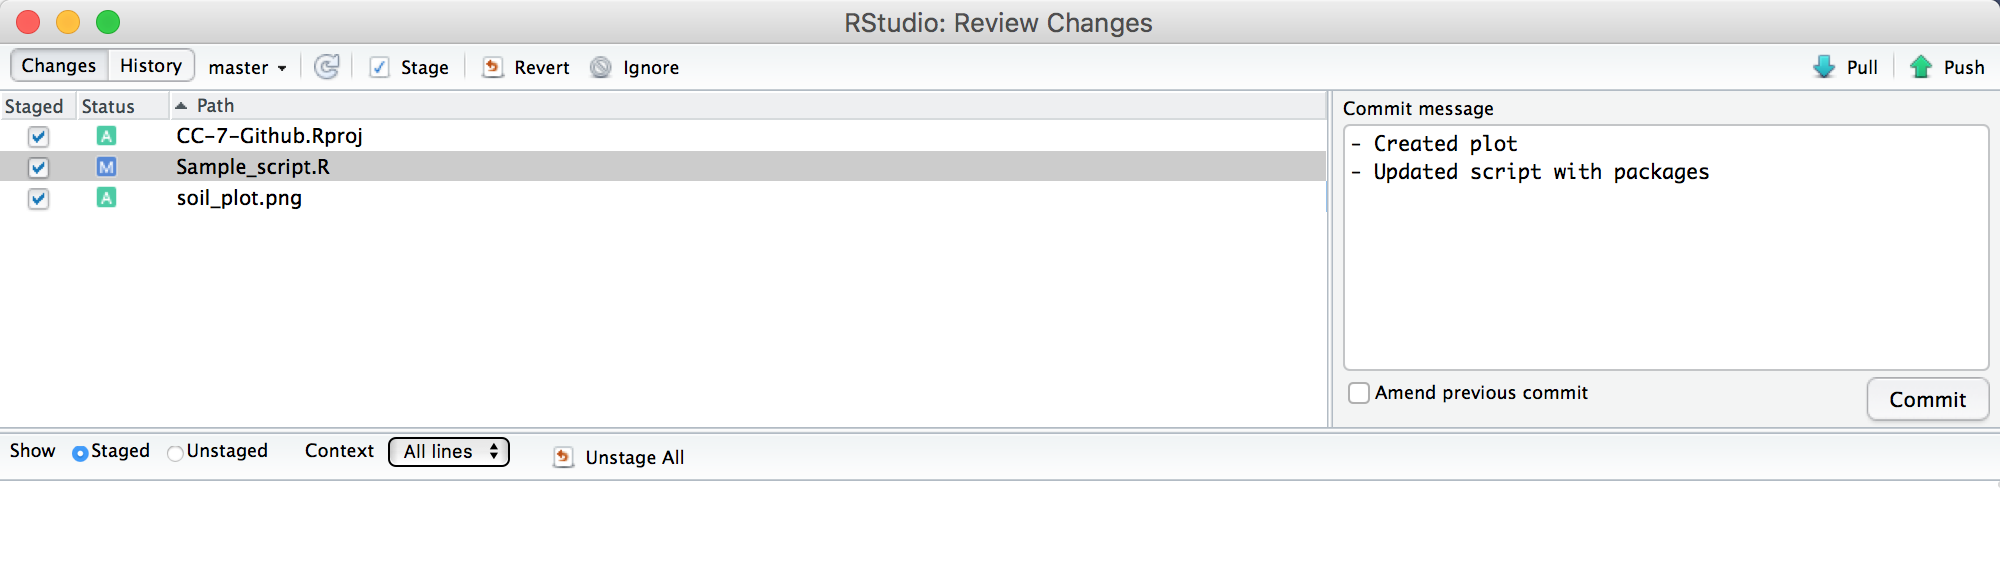 RStudio: Review Changes
Changes History master Stage Revert Ignore Pull Push
Staged Status Path
A CC-7-Github.Rproj
M Sample_script.R
A soil_plot.png
Commit message
- Created plot
- Updated script with packages
Amend previous commit Commit
Show Staged Unstaged Context All lines Unstage All